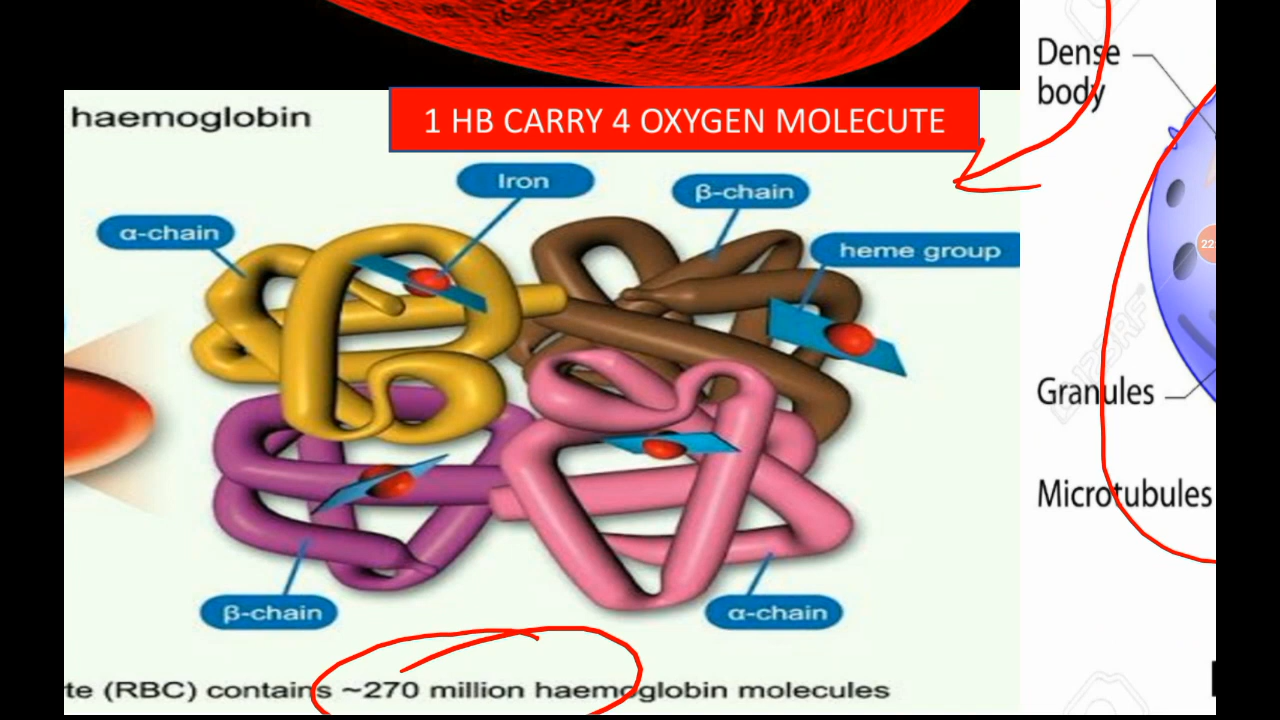 haemoglobin
1 HB CARRY 4 OXYGEN MOLECUTE
Iron
β-chain
α-chain
heme group
β-chain
α-chain
te (RBC) contains ~270 million haemoglobin molecules
Dense
body
Granules
Microtubules